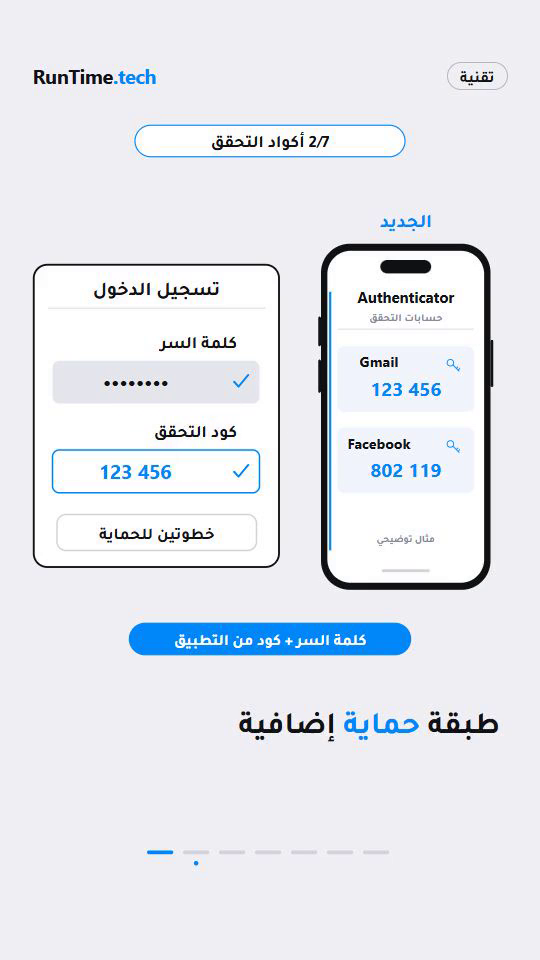 RunTime.tech
تقنية
2/7 أكواد التحقق
الجديد
Authenticator
حسابات التحقق
Gmail
123 456
Facebook
802 119
مثال توضيحي
تسجيل الدخول
كلمة السر
••••••••
كود التحقق
123 456
خطوتين للحماية
كلمة السر + كود من التطبيق
طبقة حماية إضافية